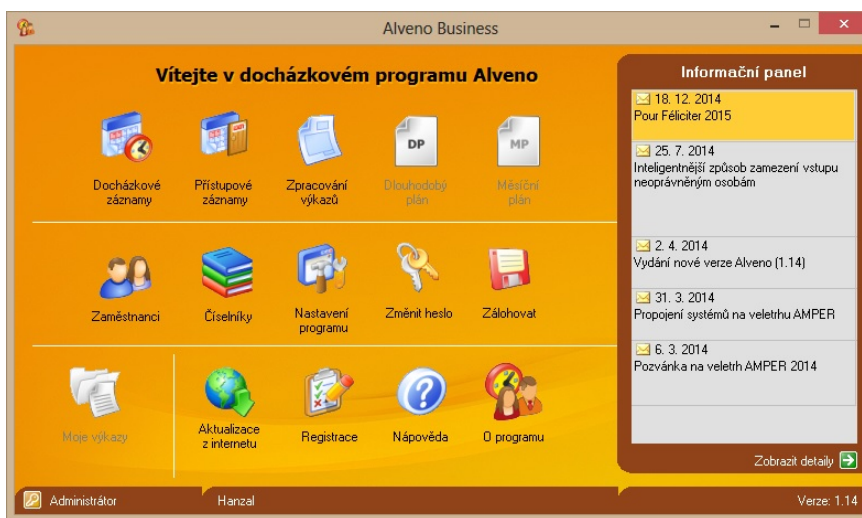 Alveno Business
Vítejte v docházkovém programu Alveno
Docházkové
záznamy
Přístupové
záznamy
Zpracování
výkazů
DP
Dlouhodobý
plán
MP
Měsíční
plán
Zaměstnanci
Číselníky
Nastavení
programu
Změnit heslo
Zálohovat
Moje výkazy
Aktualizace
z internetu
Registrace
Nápověda
O programu
Informační panel
18. 12. 2014
Pour Féliciter 2015
25. 7. 2014
Inteligentnější způsob zamezení vstupu
neoprávněným osobám
2. 4. 2014
Vydání nové verze Alveno (1.14)
31. 3. 2014
Propojení systémů na veletrhu AMPER
6. 3. 2014
Pozvánka na veletrh AMPER 2014
Zobrazit detaily
Administrátor
Hanzal
Verze: 1.14